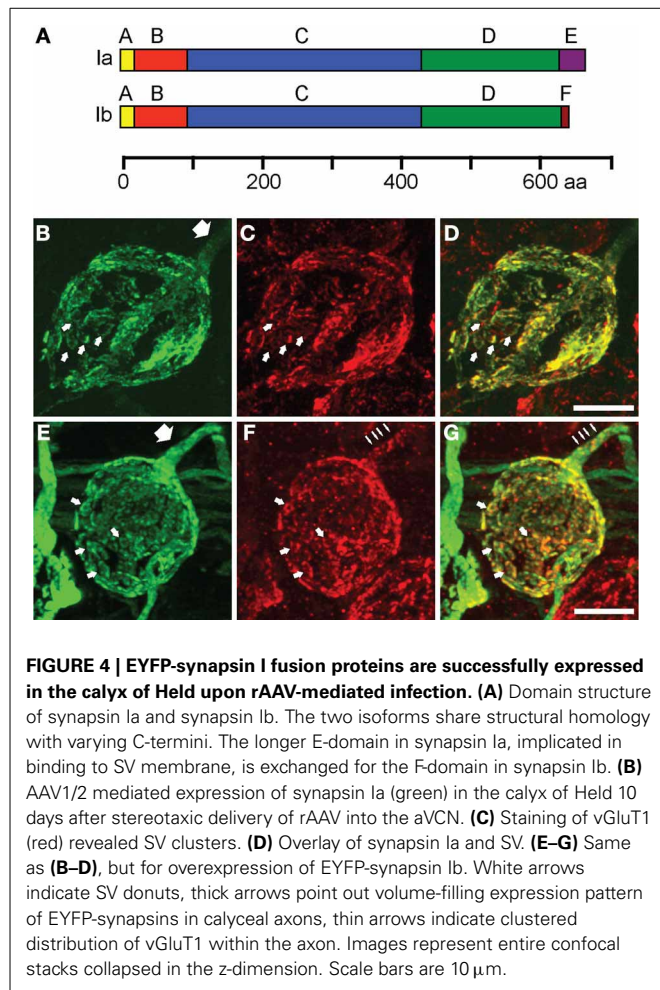 A
A B C D E
Ia
A B C D F
Ib
0 200 400 600 aa
B C D
E F G
FIGURE 4 | EYFP-synapsin I fusion proteins are successfully expressed
in the calyx of Held upon rAAV-mediated infection. (A) Domain structure
of synapsin Ia and synapsin Ib. The two isoforms share structural homology
with varying C-termini. The longer E-domain in synapsin Ia, implicated in
binding to SV membrane, is exchanged for the F-domain in synapsin Ib. (B)
AAV1/2 mediated expression of synapsin Ia (green) in the calyx of Held 10
days after stereotaxic delivery of rAAV into the aVCN. (C) Staining of vGluT1
(red) revealed SV clusters. (D) Overlay of synapsin Ia and SV. (E–G) Same
as (B–D), but for overexpression of EYFP-synapsin Ib. White arrows
indicate SV donuts, thick arrows point out volume-filling expression pattern
of EYFP-synapsins in calyceal axons, thin arrows indicate clustered
distribution of vGluT1 within the axon. Images represent entire confocal
stacks collapsed in the z-dimension. Scale bars are 10 μm.